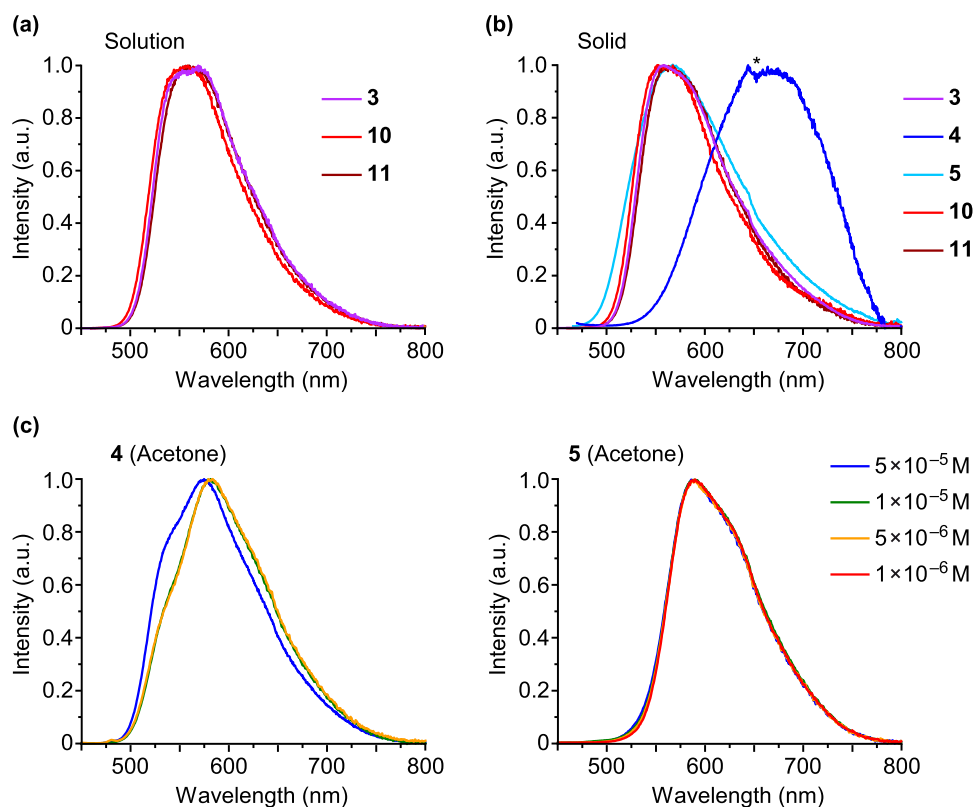 (a)
Solution
1.0
0.8
0.6
0.4
0.2
0
Intensity (a.u.)
500
600
700
800
Wavelength (nm)
3
10
11
(b)
Solid
*
1.0
0.8
0.6
0.4
0.2
0
Intensity (a.u.)
500
600
700
800
Wavelength (nm)
3
4
5
10
11
(c)
4 (Acetone)
1.0
0.8
0.6
0.4
0.2
0
Intensity (a.u.)
500
600
700
800
Wavelength (nm)
5 (Acetone)
1.0
0.8
0.6
0.4
0.2
0
Intensity (a.u.)
500
600
700
800
Wavelength (nm)
5×10⁻⁵ M
1×10⁻⁵ M
5×10⁻⁶ M
1×10⁻⁶ M